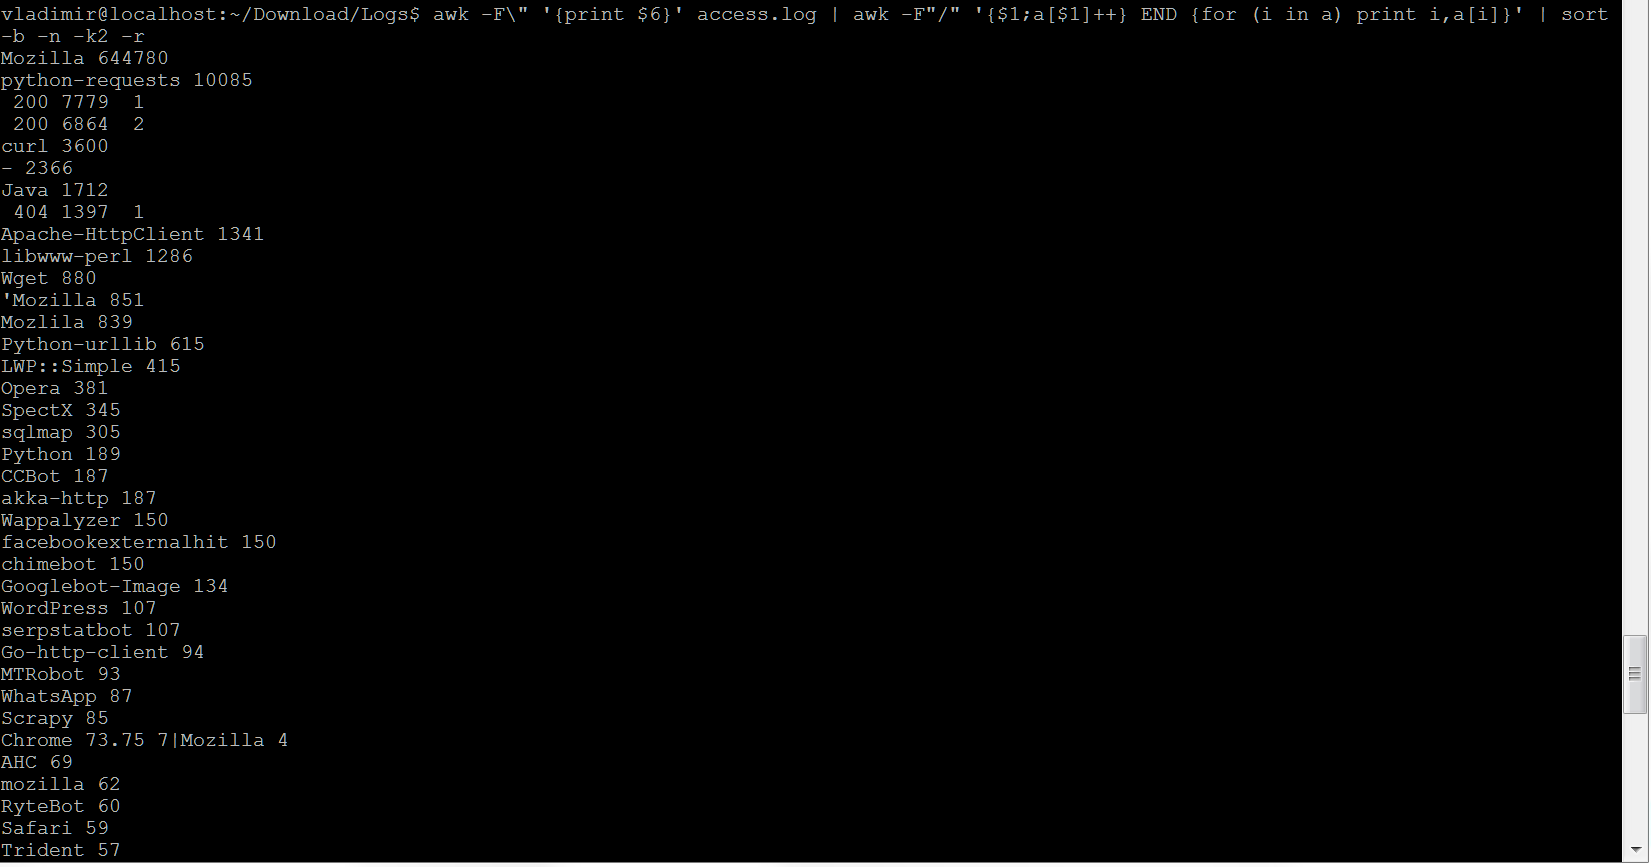 vladimir@localhost:~/Download/Logs$ awk -F\" '{print $6}' access.log | awk -F"/" '{$1;a[$1]++} END {for (i in a) print i,a[i]}' | sort
-b -n -k2 -r
Mozilla 644780
python-requests 10085
 200 7779  1
 200 6864  2
curl 3600
- 2366
Java 1712
 404 1397  1
Apache-HttpClient 1341
libwww-perl 1286
Wget 880
'Mozilla 851
Mozlila 839
Python-urllib 615
LWP::Simple 415
Opera 381
SpectX 345
sqlmap 305
Python 189
CCBot 187
akka-http 187
Wappalyzer 150
facebookexternalhit 150
chimebot 150
Googlebot-Image 134
WordPress 107
serpstatbot 107
Go-http-client 94
MTRobot 93
WhatsApp 87
Scrapy 85
Chrome 73.75 7|Mozilla 4
AHC 69
mozilla 62
RyteBot 60
Safari 59
Trident 57